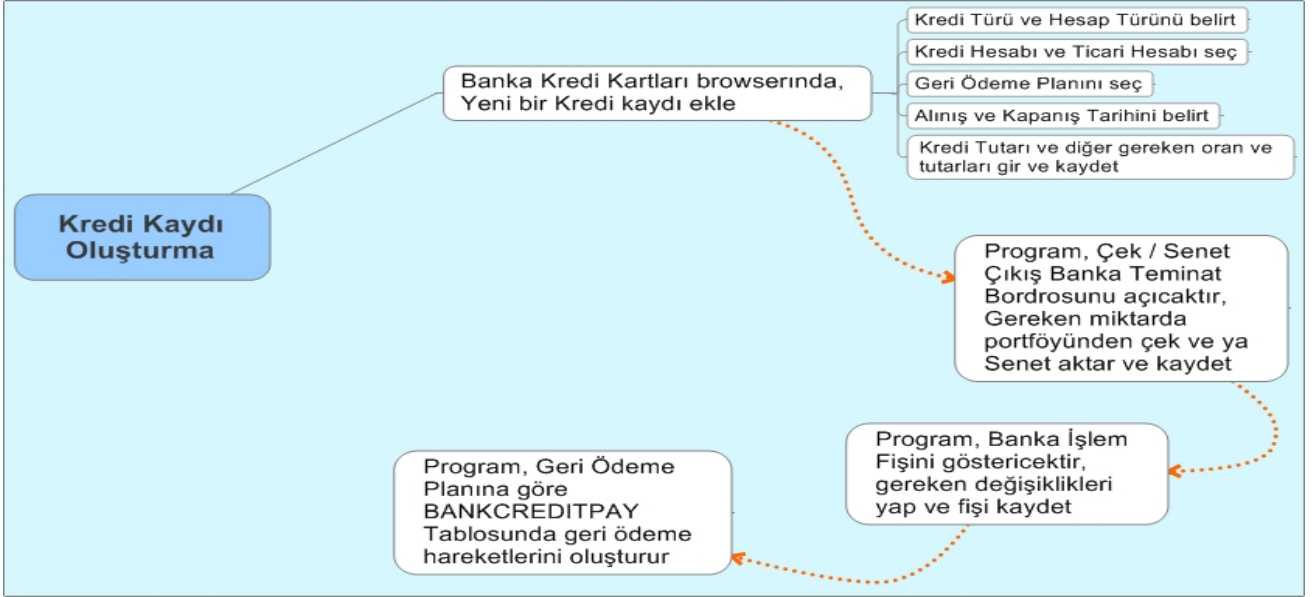 Kredi Kaydı
Oluşturma
Banka Kredi Kartları browserında,
Yeni bir Kredi kaydı ekle
Kredi Türü ve Hesap Türünü belirt
Kredi Hesabı ve Ticari Hesabı seç
Geri Ödeme Planını seç
Alınış ve Kapanış Tarihini belirt
Kredi Tutarı ve diğer gereken oran ve
tutarları gir ve kaydet
Program, Çek / Senet
Çıkış Banka Teminat
Bordrosunu açıcaktır,
Gereken miktarda
portföyünden çek ve ya
Senet aktar ve kaydet
Program, Banka İşlem
Fişini göstericektir,
gereken değişiklikleri
yap ve fişi kaydet
Program, Geri Ödeme
Planına göre
BANKCREDITPAY
Tablosunda geri ödeme
hareketlerini oluşturur